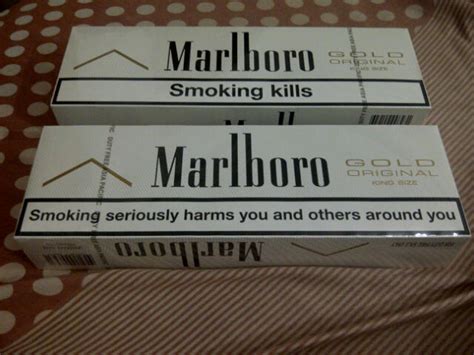 Marlboro
GOLD
ORIGINAL
KING SIZE
Smoking kills
Marlboro
GOLD
ORIGINAL
KING SIZE
Smoking seriously harms you and others around you
Marlboro